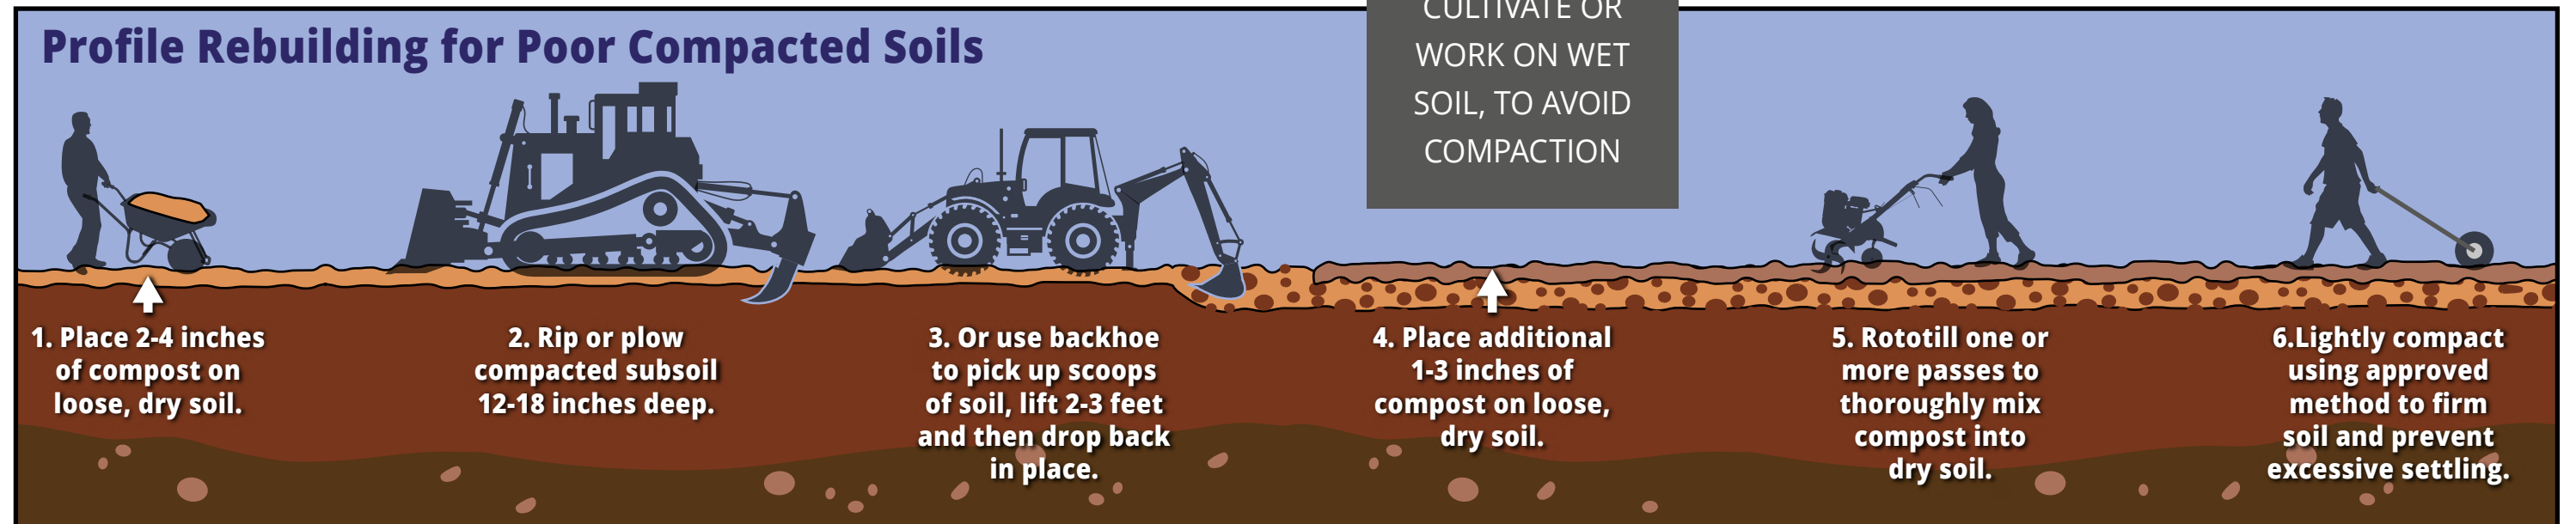 Profile Rebuilding for Poor Compacted Soils
CULTIVATE OR
WORK ON WET
SOIL, TO AVOID
COMPACTION
1. Place 2-4 inches
of compost on
loose, dry soil.
2. Rip or plow
compacted subsoil
12-18 inches deep.
3. Or use backhoe
to pick up scoops
of soil, lift 2-3 feet
and then drop back
in place.
4. Place additional
1-3 inches of
compost on loose,
dry soil.
5. Rototill one or
more passes to
thoroughly mix
compost into
dry soil.
6.Lightly compact
using approved
method to firm
soil and prevent
excessive settling.